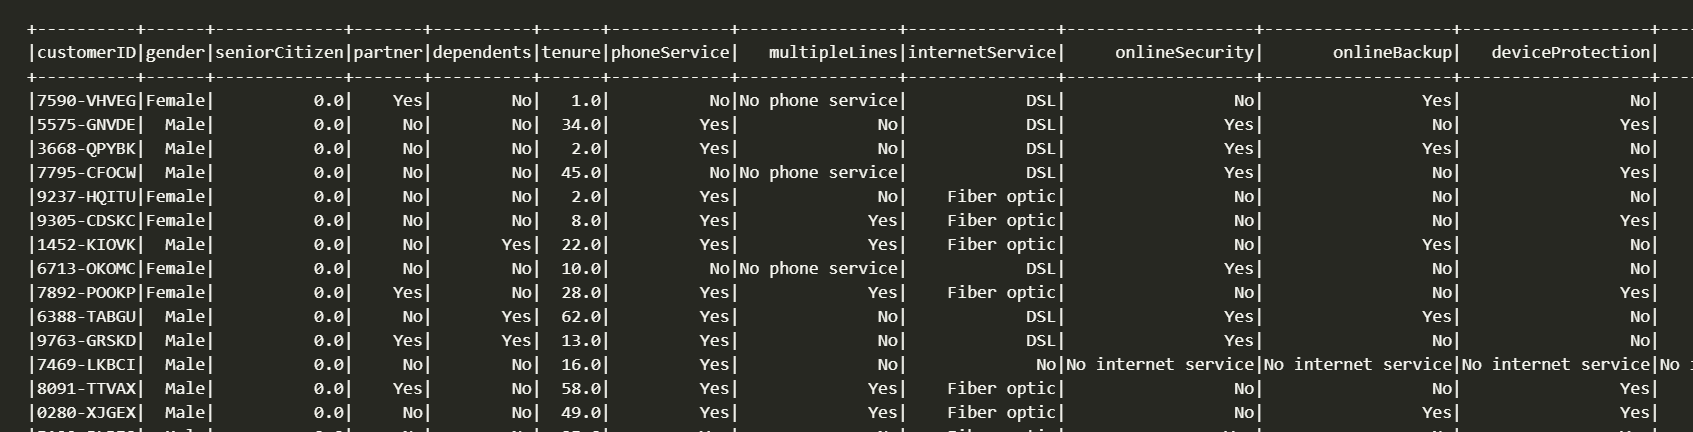 +----------+------+-------------+-------+----------+------+------------+----------------+---------------+-------------------+-------------------+-------------------+---
|customerID|gender|seniorCitizen|partner|dependents|tenure|phoneService|   multipleLines|internetService|     onlineSecurity|       onlineBackup|   deviceProtection|
+----------+------+-------------+-------+----------+------+------------+----------------+---------------+-------------------+-------------------+-------------------+---
|7590-VHVEG|Female|          0.0|    Yes|        No|   1.0|          No|No phone service|            DSL|                 No|                Yes|                 No|
|5575-GNVDE|  Male|          0.0|     No|        No|  34.0|         Yes|              No|            DSL|                Yes|                 No|                Yes|
|3668-QPYBK|  Male|          0.0|     No|        No|   2.0|         Yes|              No|            DSL|                Yes|                Yes|                 No|
|7795-CFOCW|  Male|          0.0|     No|        No|  45.0|          No|No phone service|            DSL|                Yes|                 No|                Yes|
|9237-HQITU|Female|          0.0|     No|        No|   2.0|         Yes|              No|    Fiber optic|                 No|                 No|                 No|
|9305-CDSKC|Female|          0.0|     No|        No|   8.0|         Yes|             Yes|    Fiber optic|                 No|                 No|                Yes|
|1452-KIOVK|  Male|          0.0|     No|       Yes|  22.0|         Yes|             Yes|    Fiber optic|                 No|                Yes|                 No|
|6713-OKOMC|Female|          0.0|     No|        No|  10.0|          No|No phone service|            DSL|                Yes|                 No|                 No|
|7892-POOKP|Female|          0.0|    Yes|        No|  28.0|         Yes|             Yes|    Fiber optic|                 No|                 No|                Yes|
|6388-TABGU|  Male|          0.0|     No|       Yes|  62.0|         Yes|              No|            DSL|                Yes|                Yes|                 No|
|9763-GRSKD|  Male|          0.0|    Yes|       Yes|  13.0|         Yes|              No|            DSL|                Yes|                 No|                 No|
|7469-LKBCI|  Male|          0.0|     No|        No|  16.0|         Yes|              No|             No|No internet service|No internet service|No internet service|No i
|8091-TTVAX|  Male|          0.0|    Yes|        No|  58.0|         Yes|             Yes|    Fiber optic|                 No|                 No|                Yes|
|0280-XJGEX|  Male|          0.0|     No|        No|  49.0|         Yes|             Yes|    Fiber optic|                 No|                Yes|                Yes|